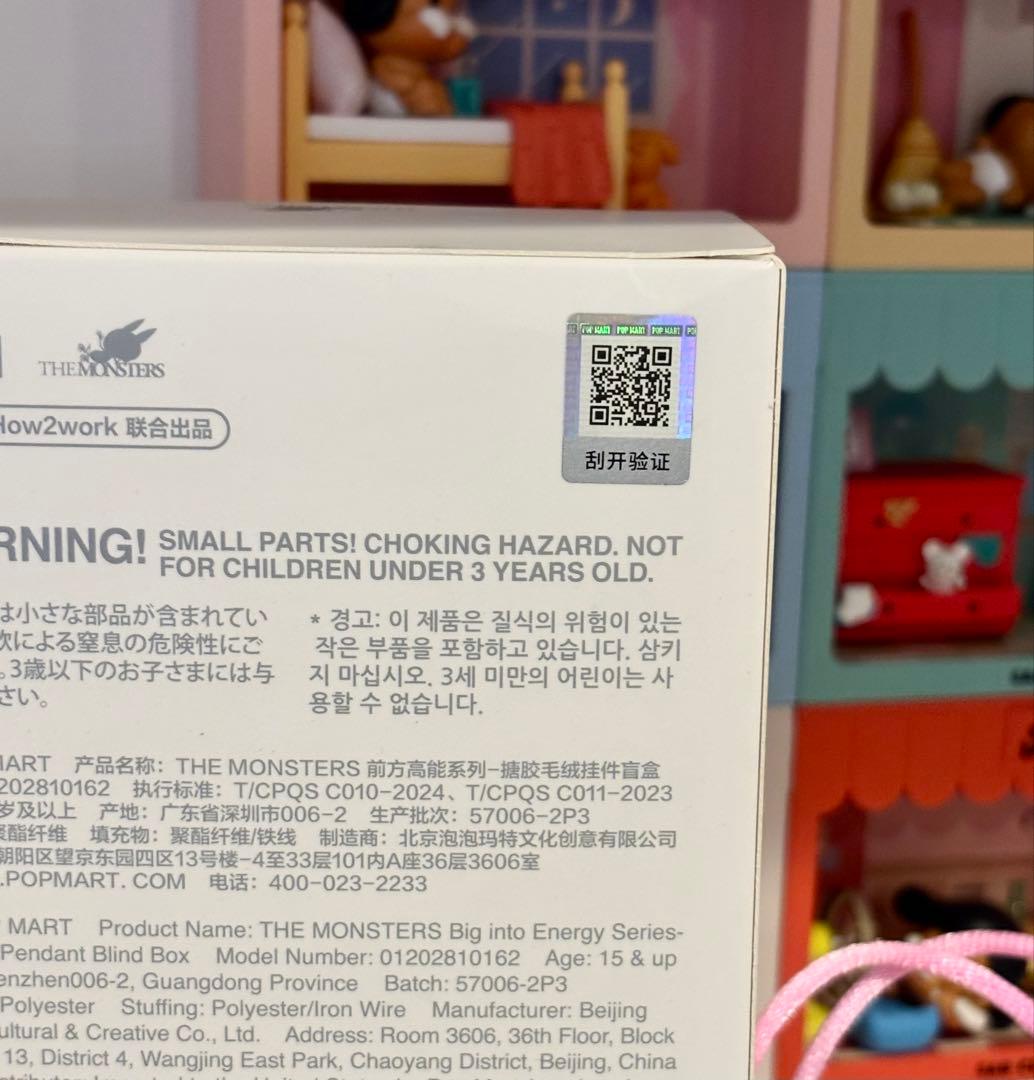 THE MONSTERS
How2work 联合出品
POP MART POP MART POP MART
刮开验证
RNING! SMALL PARTS! CHOKING HAZARD. NOT
FOR CHILDREN UNDER 3 YEARS OLD.
は小さな部品が含まれてい
飲による窒息の危険性にご
。3歳以下のお子さまには与
さい。
* 경고: 이 제품은 질식의 위험이 있는
작은 부품을 포함하고 있습니다. 삼키
지 마십시오. 3세 미만의 어린이는 사
용할 수 없습니다.
MART 产品名称：THE MONSTERS 前方高能系列-搪胶毛绒挂件盲盒
202810162 执行标准：T/CPQS C010-2024、T/CPQS C011-2023
岁及以上 产地：广东省深圳市006-2 生产批次：57006-2P3
聚酯纤维 填充物：聚酯纤维/铁线 制造商：北京泡泡玛特文化创意有限公司
朝阳区望京东园四区13号楼-4至33层101内A座36层3606室
.POPMART. COM 电话：400-023-2233
P MART Product Name: THE MONSTERS Big into Energy Series-
Pendant Blind Box Model Number: 01202810162 Age: 15 & up
enzhen006-2, Guangdong Province Batch: 57006-2P3
Polyester Stuffing: Polyester/Iron Wire Manufacturer: Beijing
ultural & Creative Co., Ltd. Address: Room 3606, 36th Floor, Block
13, District 4, Wangjing East Park, Chaoyang District, Beijing, China